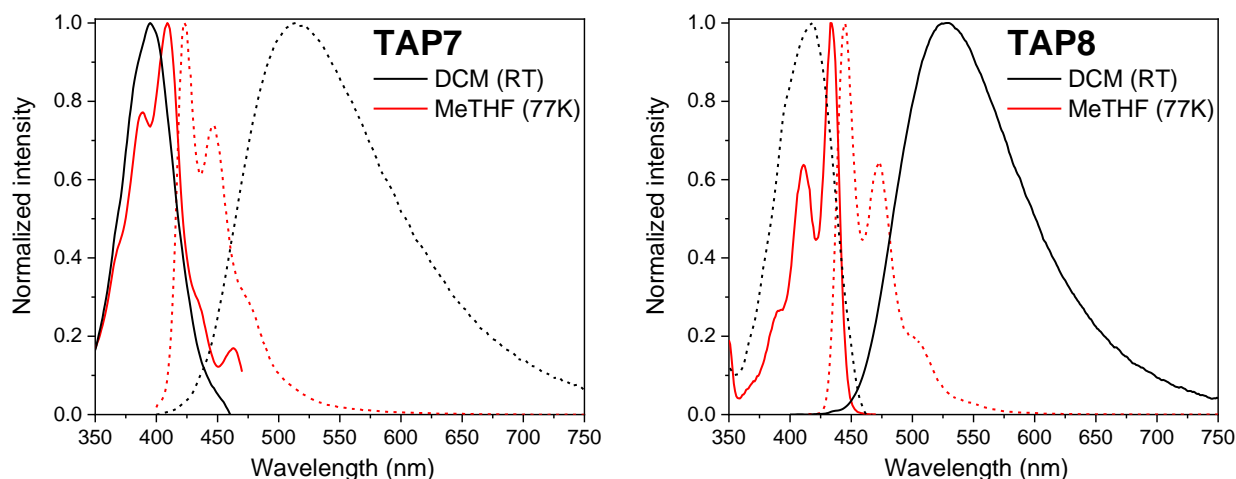 TAP7
DCM (RT)
MeTHF (77K)
1.0
0.8
0.6
0.4
0.2
0.0
Normalized intensity
350 400 450 500 550 600 650 700 750
Wavelength (nm)
TAP8
DCM (RT)
MeTHF (77K)
1.0
0.8
0.6
0.4
0.2
0.0
Normalized intensity
350 400 450 500 550 600 650 700 750
Wavelength (nm)